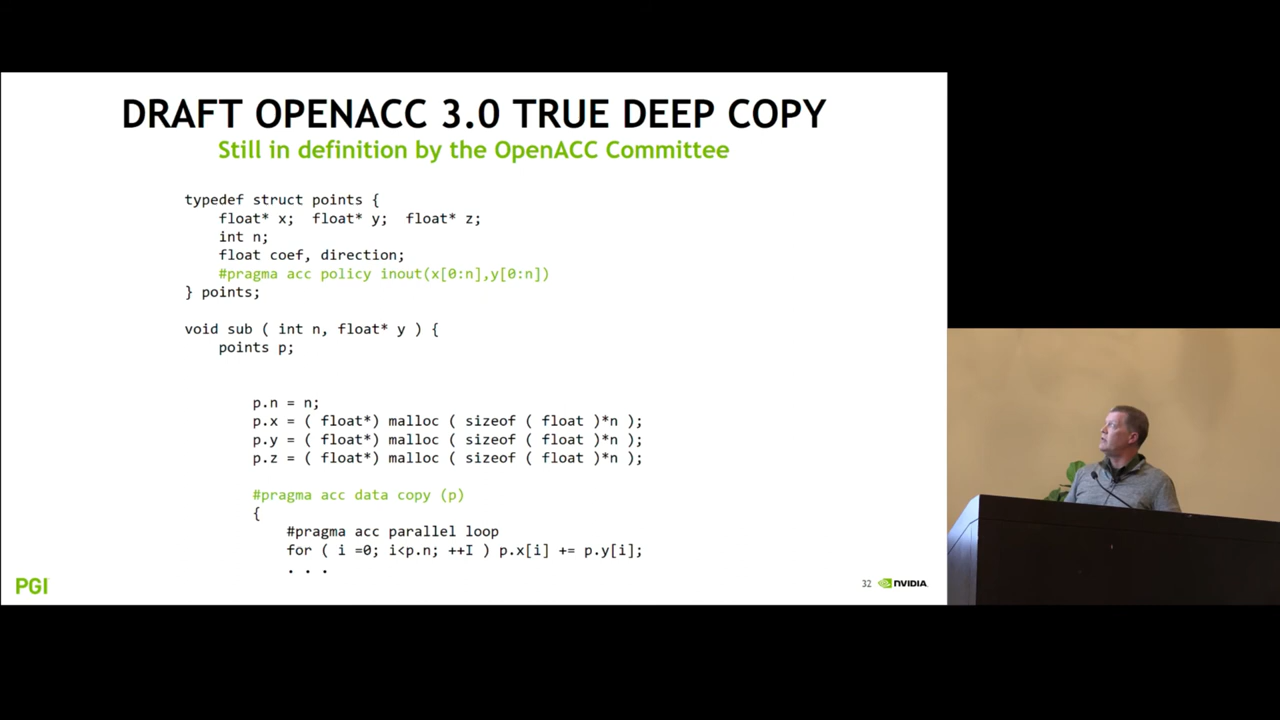 DRAFT OPENACC 3.0 TRUE DEEP COPY
Still in definition by the OpenACC Committee
typedef struct points {
float* x; float* y; float* z;
int n;
float coef, direction;
#pragma acc policy inout(x[0:n],y[0:n])
} points;
void sub ( int n, float* y ) {
points p;
p.n = n;
p.x = ( float*) malloc ( sizeof ( float )*n );
p.y = ( float*) malloc ( sizeof ( float )*n );
p.z = ( float*) malloc ( sizeof ( float )*n );
#pragma acc data copy (p)
{
#pragma acc parallel loop
for ( i =0; i<p.n; ++I ) p.x[i] += p.y[i];
. . .
PGI
32 NVIDIA